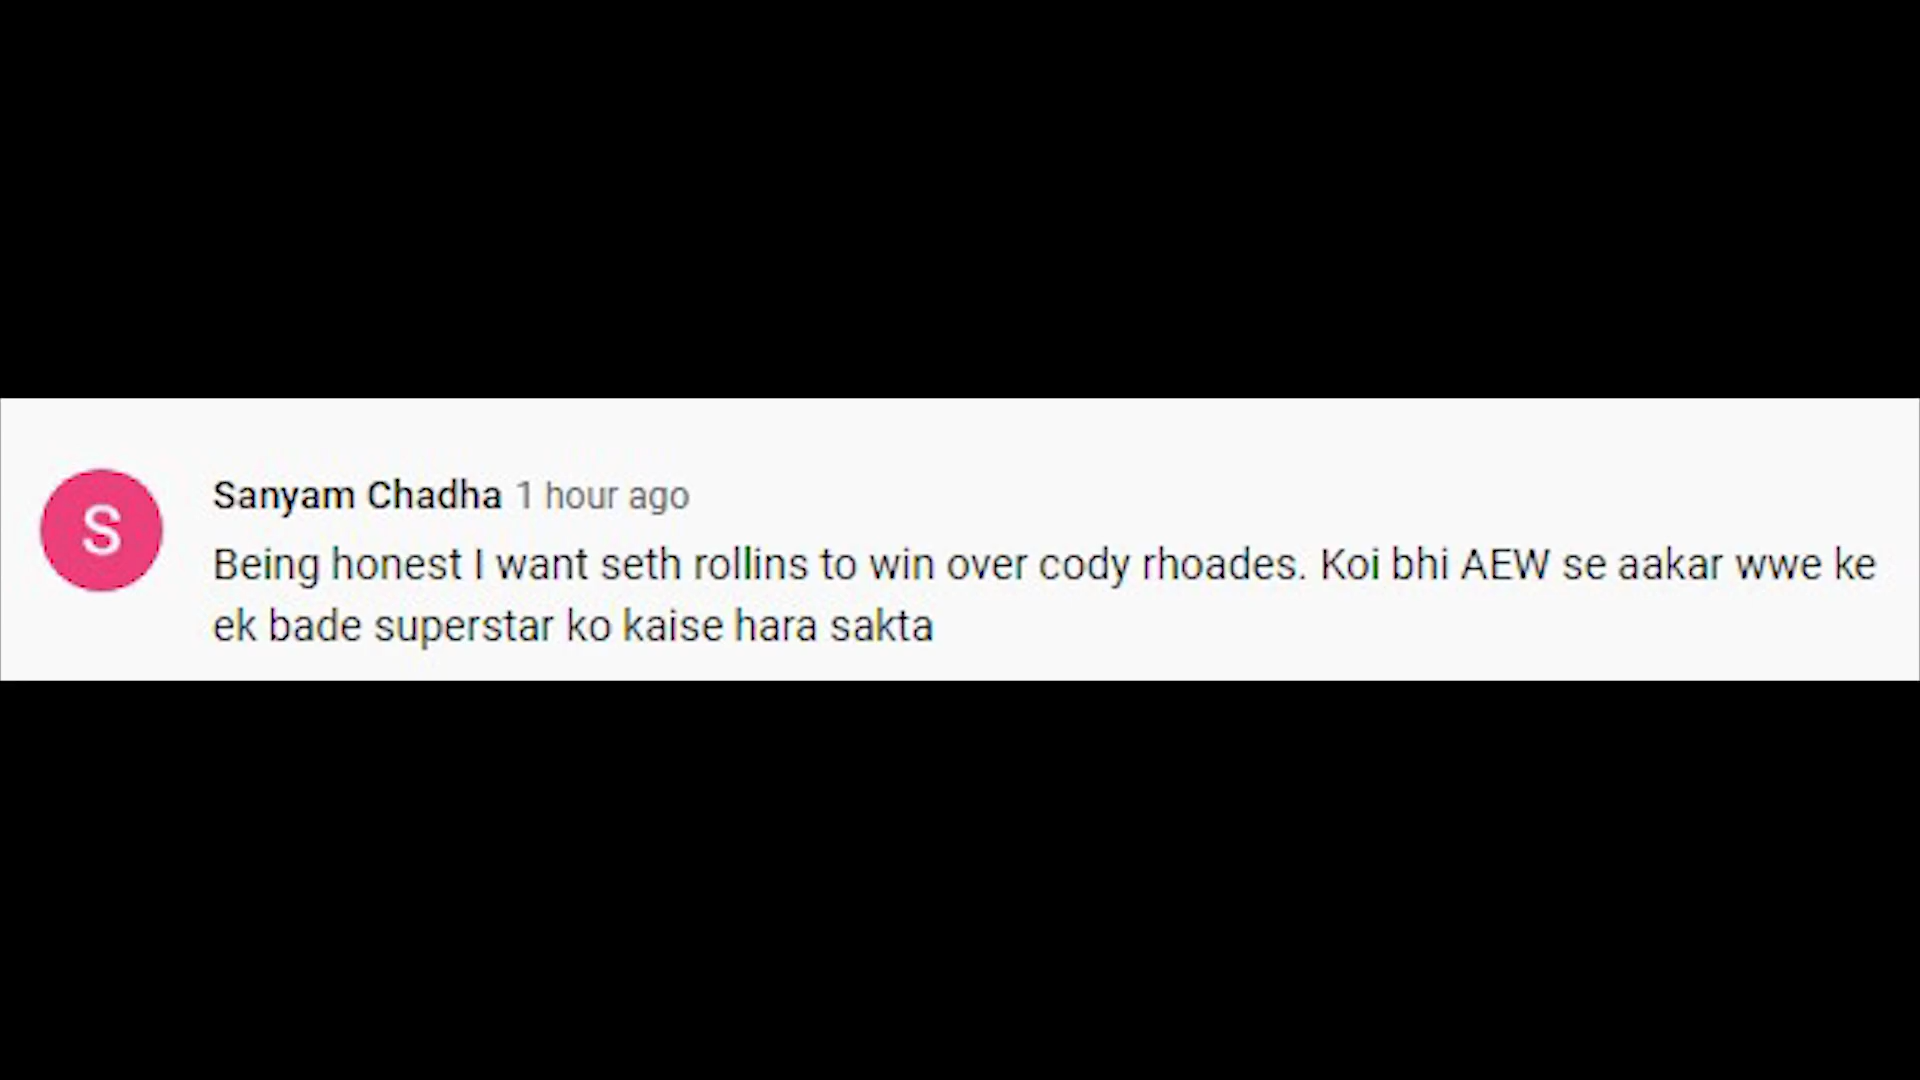 S
Sanyam Chadha 1 hour ago
Being honest I want seth rollins to win over cody rhoades. Koi bhi AEW se aakar wwe ke
ek bade superstar ko kaise hara sakta